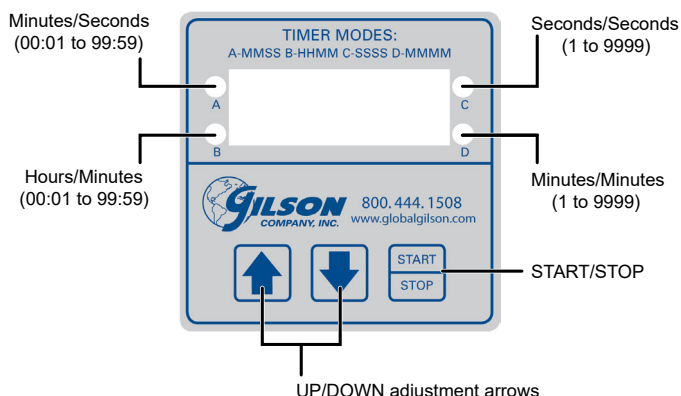 Minutes/Seconds
(00:01 to 99:59)
Seconds/Seconds
(1 to 9999)
TIMER MODES:
A-MMSS B-HHMM C-SSSS D-MMMM
A
C
B
D
Hours/Minutes
(00:01 to 99:59)
Minutes/Minutes
(1 to 9999)
GILSON
COMPANY, INC.
800.444.1508
www.globalgilson.com
START
STOP
START/STOP
UP/DOWN adjustment arrows